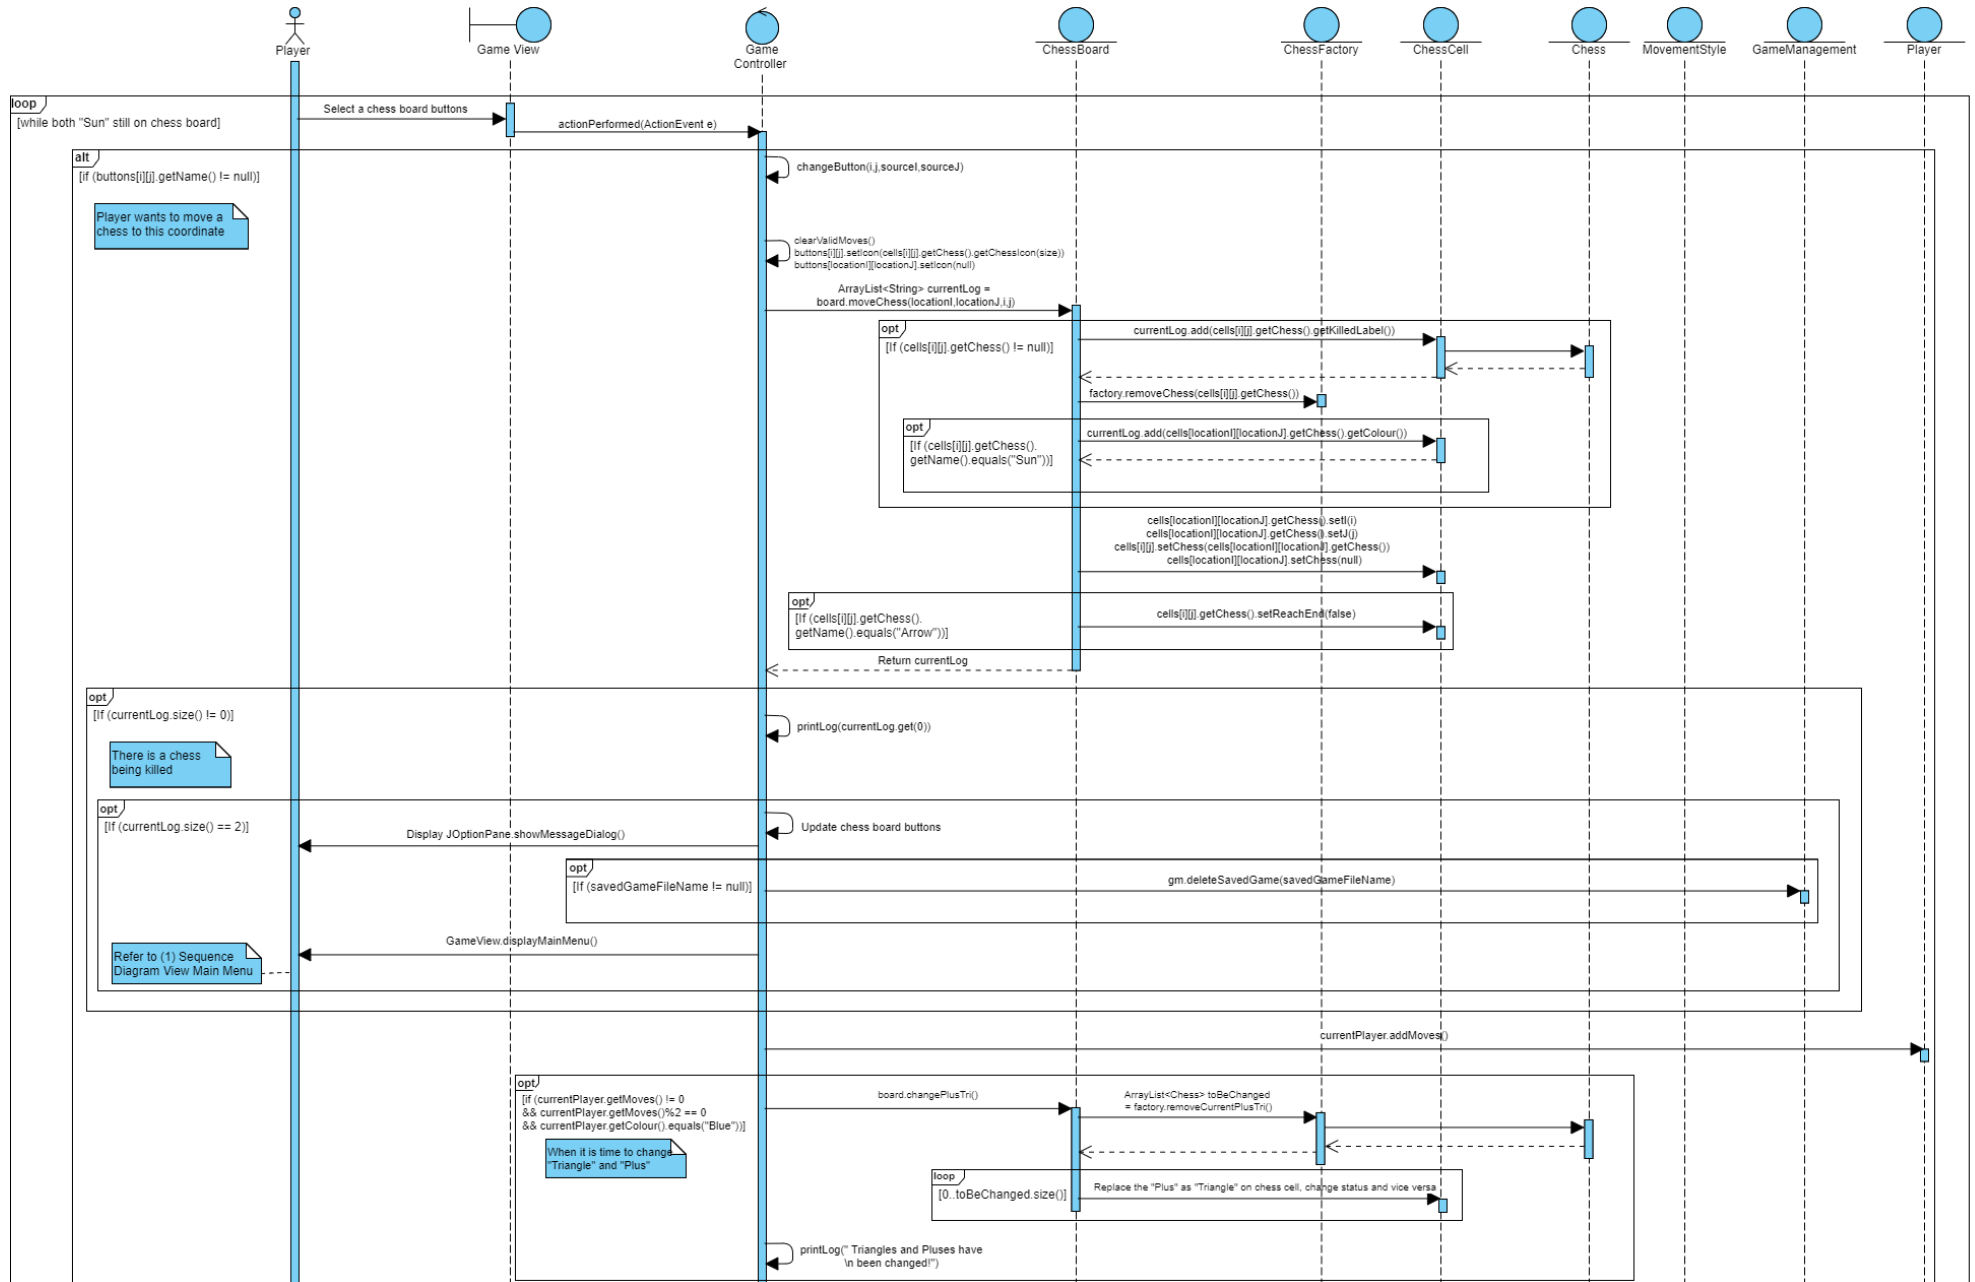 Player
Game View
Game
Controller
ChessBoard
ChessFactory
ChessCell
Chess
MovementStyle
GameManagement
Player
loop
[while both "Sun" still on chess board]
Select a chess board buttons
actionPerformed(ActionEvent e)
alt
[if (buttons[i][j].getName() != null)]
changeButton(i,j,sourceI,sourceJ)
Player wants to move a
chess to this coordinate
clearValidMoves()
buttons[i][j].setIcon(cells[i][j].getChess().getChessIcon(size))
buttons[locationI][locationJ].setIcon(null)
ArrayList<String> currentLog =
board.moveChess(locationI,locationJ,i,j)
opt
[If (cells[i][j].getChess() != null)]
currentLog.add(cells[i][j].getChess().getKilledLabel())
factory.removeChess(cells[i][j].getChess())
opt
[If (cells[i][j].getChess().
getName().equals("Sun"))]
currentLog.add(cells[locationI][locationJ].getChess().getColour())
cells[locationI][locationJ].getChess().setI(i)
cells[locationI][locationJ].getChess().setJ(j)
cells[i][j].setChess(cells[locationI][locationJ].getChess())
cells[locationI][locationJ].setChess(null)
opt
[If (cells[i][j].getChess().
getName().equals("Arrow"))]
cells[i][j].getChess().setReachEnd(false)
Return currentLog
opt
[If (currentLog.size() != 0)]
printLog(currentLog.get(0))
There is a chess
being killed
opt
[If (currentLog.size() == 2)]
Update chess board buttons
Display JOptionPane.showMessageDialog()
opt
[If (savedGameFileName != null)]
gm.deleteSavedGame(savedGameFileName)
GameView.displayMainMenu()
Refer to (1) Sequence
Diagram View Main Menu
currentPlayer.addMoves()
opt
[if (currentPlayer.getMoves() != 0
&& currentPlayer.getMoves()%2 == 0
&& currentPlayer.getColour().equals("Blue"))]
board.changePlusTri()
ArrayList<Chess> toBeChanged
= factory.removeCurrentPlusTri()
When it is time to change
"Triangle" and "Plus"
loop
[0..toBeChanged.size()]
Replace the "Plus" as "Triangle" on chess cell, change status and vice versa
printLog(" Triangles and Pluses have
\n been changed!")